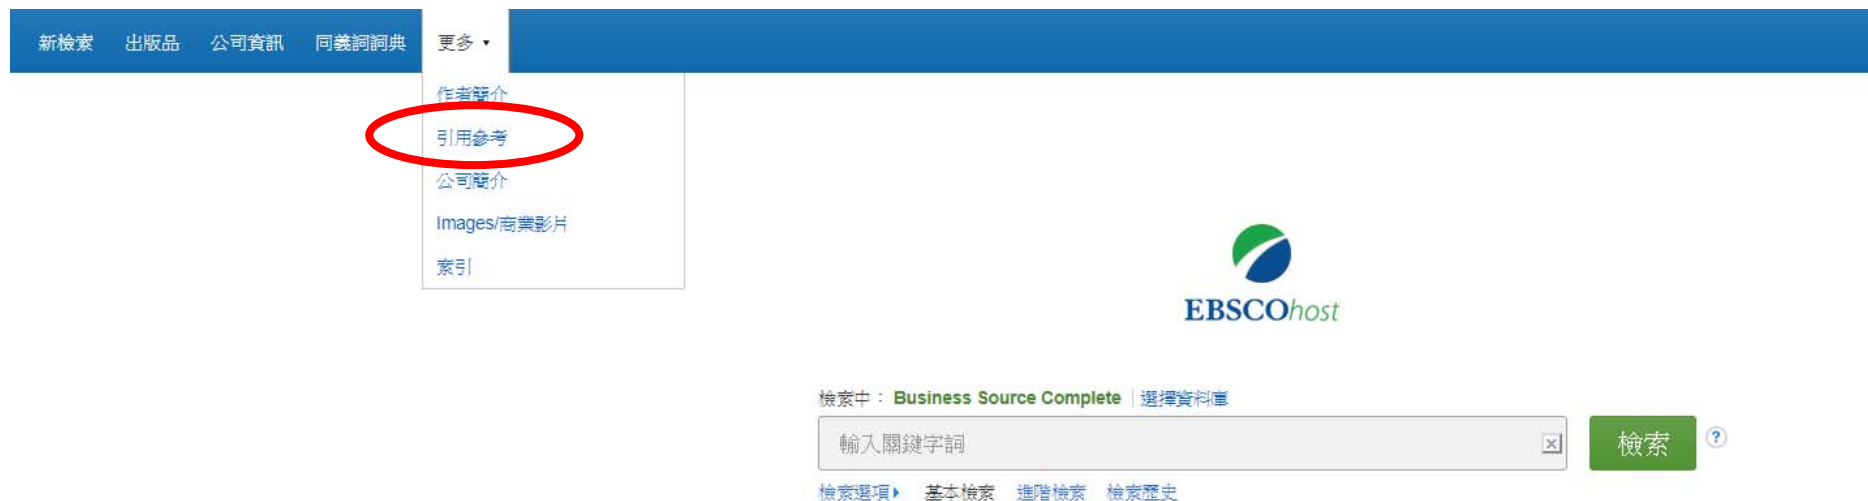 新檢索 出版品 公司資訊 同義詞詞典 更多
作者簡介
引用參考
公司簡介
Images/商業影片
索引
EBSCOhost
檢索中： Business Source Complete 選擇資料庫
輸入關鍵字詞 檢索 ?
檢索選項 基本檢索 進階檢索 檢索歷史